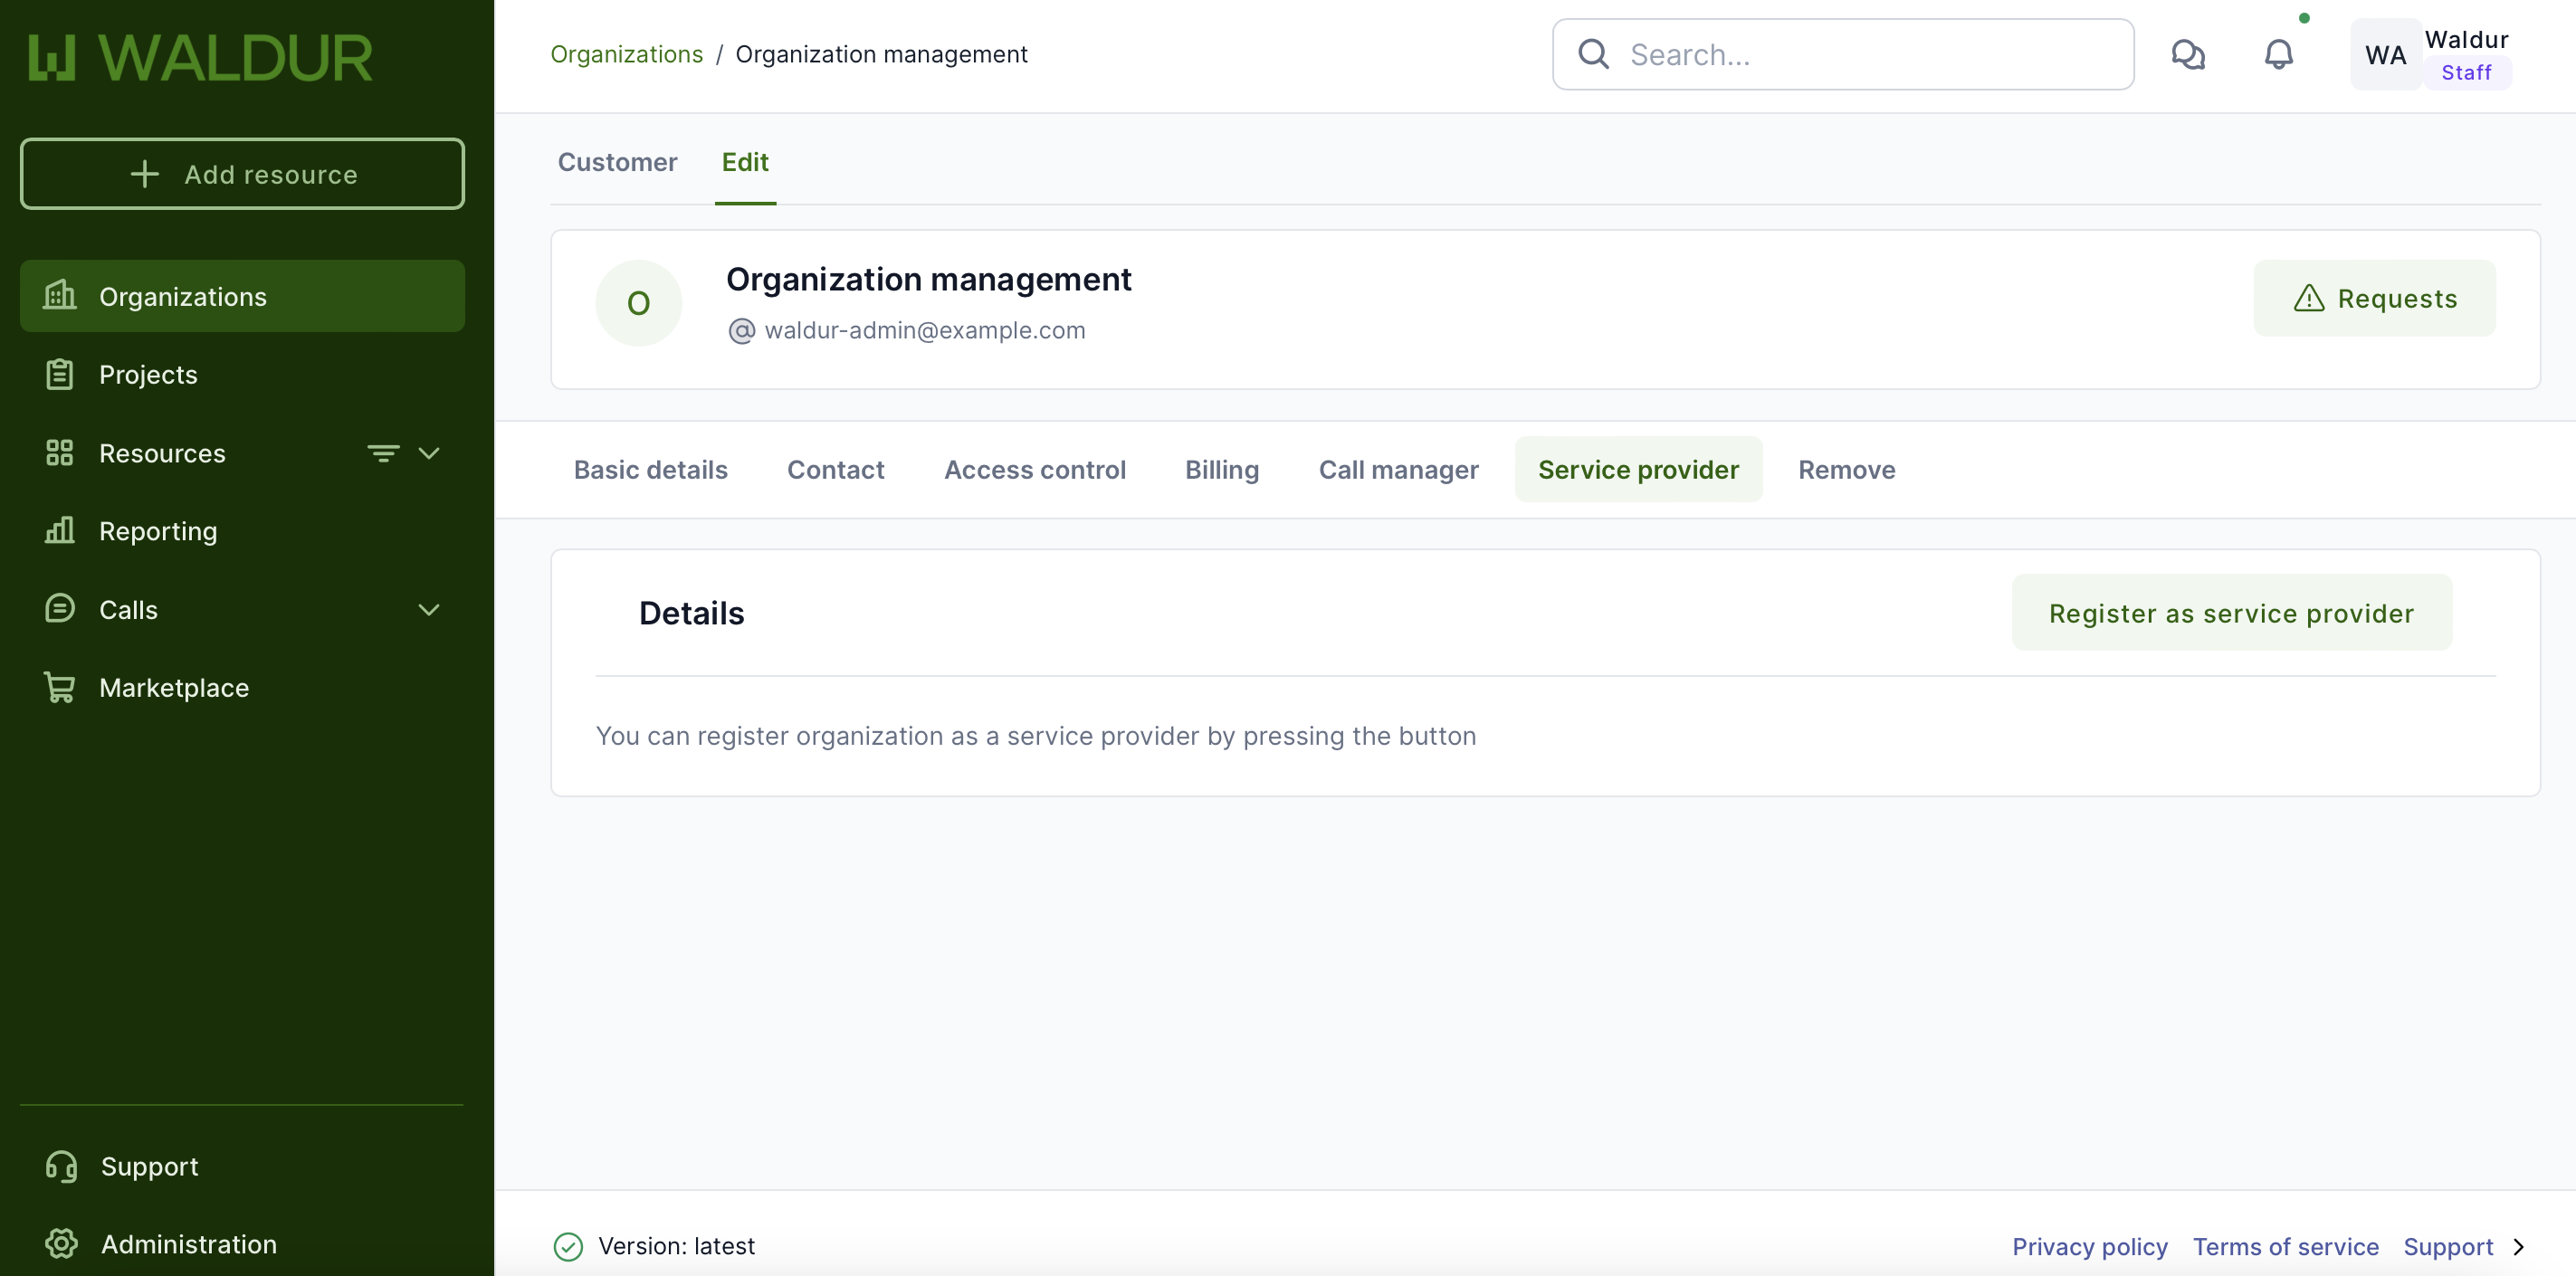 WALDUR
Add resource
Organizations
Projects
Resources
Reporting
Calls
Marketplace
Support
Administration
Organizations / Organization management
Search...
WA
Waldur
Staff
Customer
Edit
O
Organization management
waldur-admin@example.com
Requests
Basic details
Contact
Access control
Billing
Call manager
Service provider
Remove
Details
Register as service provider
You can register organization as a service provider by pressing the button
Version: latest
Privacy policy
Terms of service
Support